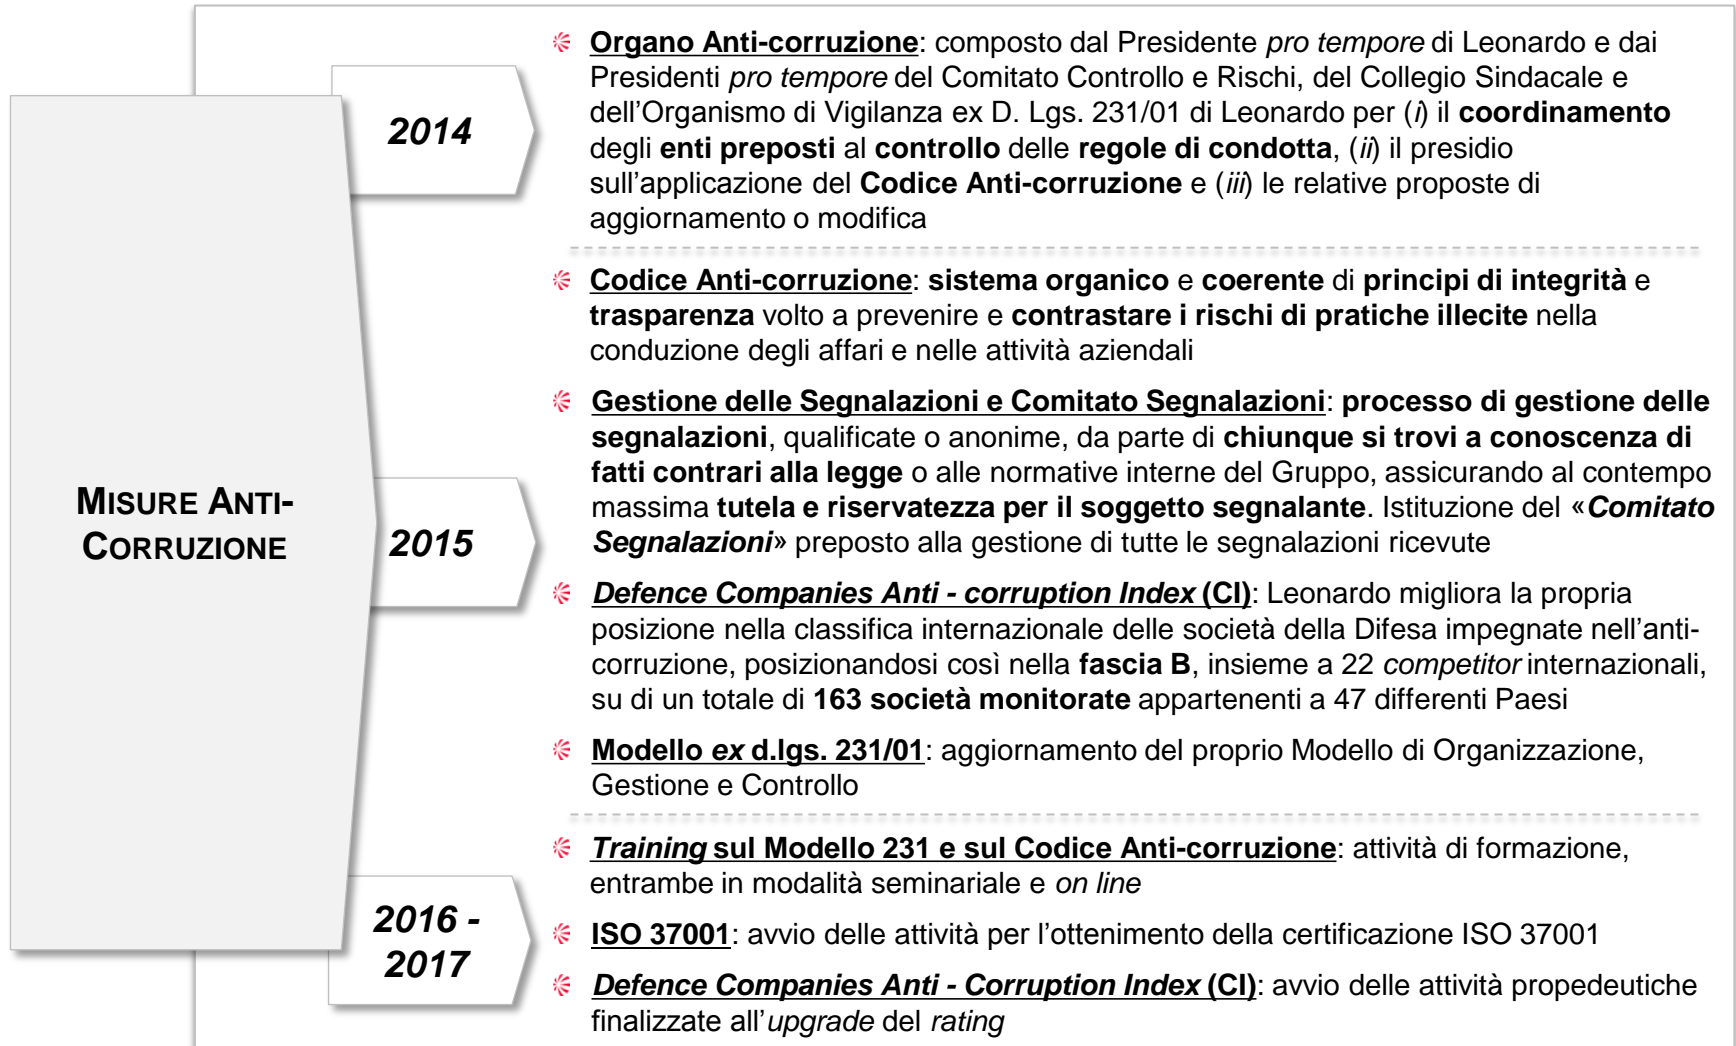 MISURE ANTI-
CORRUZIONE
2014
Organo Anti-corruzione: composto dal Presidente pro tempore di Leonardo e dai
Presidenti pro tempore del Comitato Controllo e Rischi, del Collegio Sindacale e
dell’Organismo di Vigilanza ex D. Lgs. 231/01 di Leonardo per (i) il coordinamento
degli enti preposti al controllo delle regole di condotta, (ii) il presidio
sull’applicazione del Codice Anti-corruzione e (iii) le relative proposte di
aggiornamento o modifica
2015
Codice Anti-corruzione: sistema organico e coerente di principi di integrità e
trasparenza volto a prevenire e contrastare i rischi di pratiche illecite nella
conduzione degli affari e nelle attività aziendali
Gestione delle Segnalazioni e Comitato Segnalazioni: processo di gestione delle
segnalazioni, qualificate o anonime, da parte di chiunque si trovi a conoscenza di
fatti contrari alla legge o alle normative interne del Gruppo, assicurando al contempo
massima tutela e riservatezza per il soggetto segnalante. Istituzione del «Comitato
Segnalazioni» preposto alla gestione di tutte le segnalazioni ricevute
Defence Companies Anti - corruption Index (CI): Leonardo migliora la propria
posizione nella classifica internazionale delle società della Difesa impegnate nell’anti-
corruzione, posizionandosi così nella fascia B, insieme a 22 competitor internazionali,
su di un totale di 163 società monitorate appartenenti a 47 differenti Paesi
Modello ex d.lgs. 231/01: aggiornamento del proprio Modello di Organizzazione,
Gestione e Controllo
2016 -
2017
Training sul Modello 231 e sul Codice Anti-corruzione: attività di formazione,
entrambe in modalità seminariale e on line
ISO 37001: avvio delle attività per l’ottenimento della certificazione ISO 37001
Defence Companies Anti - Corruption Index (CI): avvio delle attività propedeutiche
finalizzate all’upgrade del rating